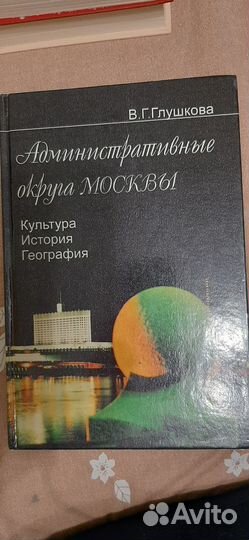 В.Г.Глушкова
Административные
округа МОСКВЫ
Культура
История
География
Avito